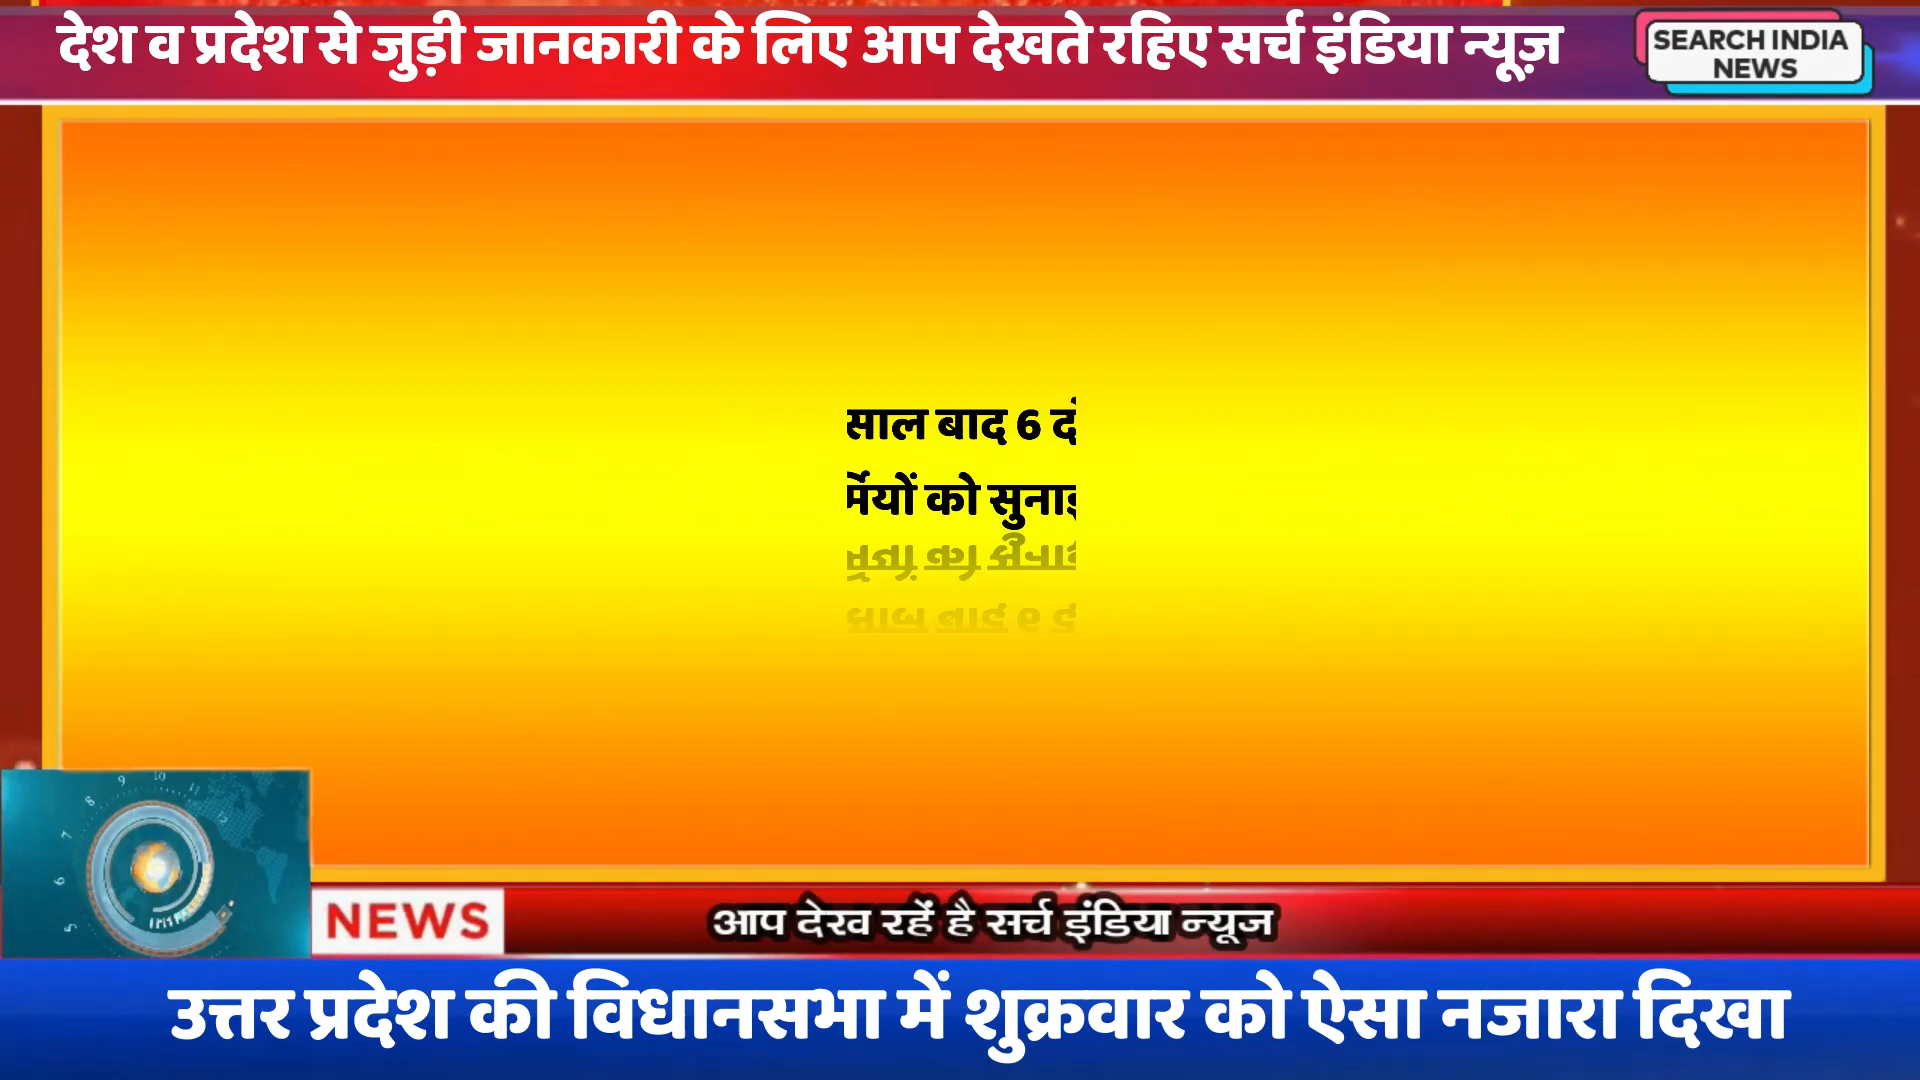 देश व प्रदेश से जुड़ी जानकारी के लिए आप देखते रहिए सर्च इंडिया न्यूज़
SEARCH INDIA
NEWS
साल बाद 6
को
NEWS
आप देख रहें है सर्च इंडिया न्यूज
उत्तर प्रदेश की विधानसभा में शुक्रवार को ऐसा नजारा दिखा